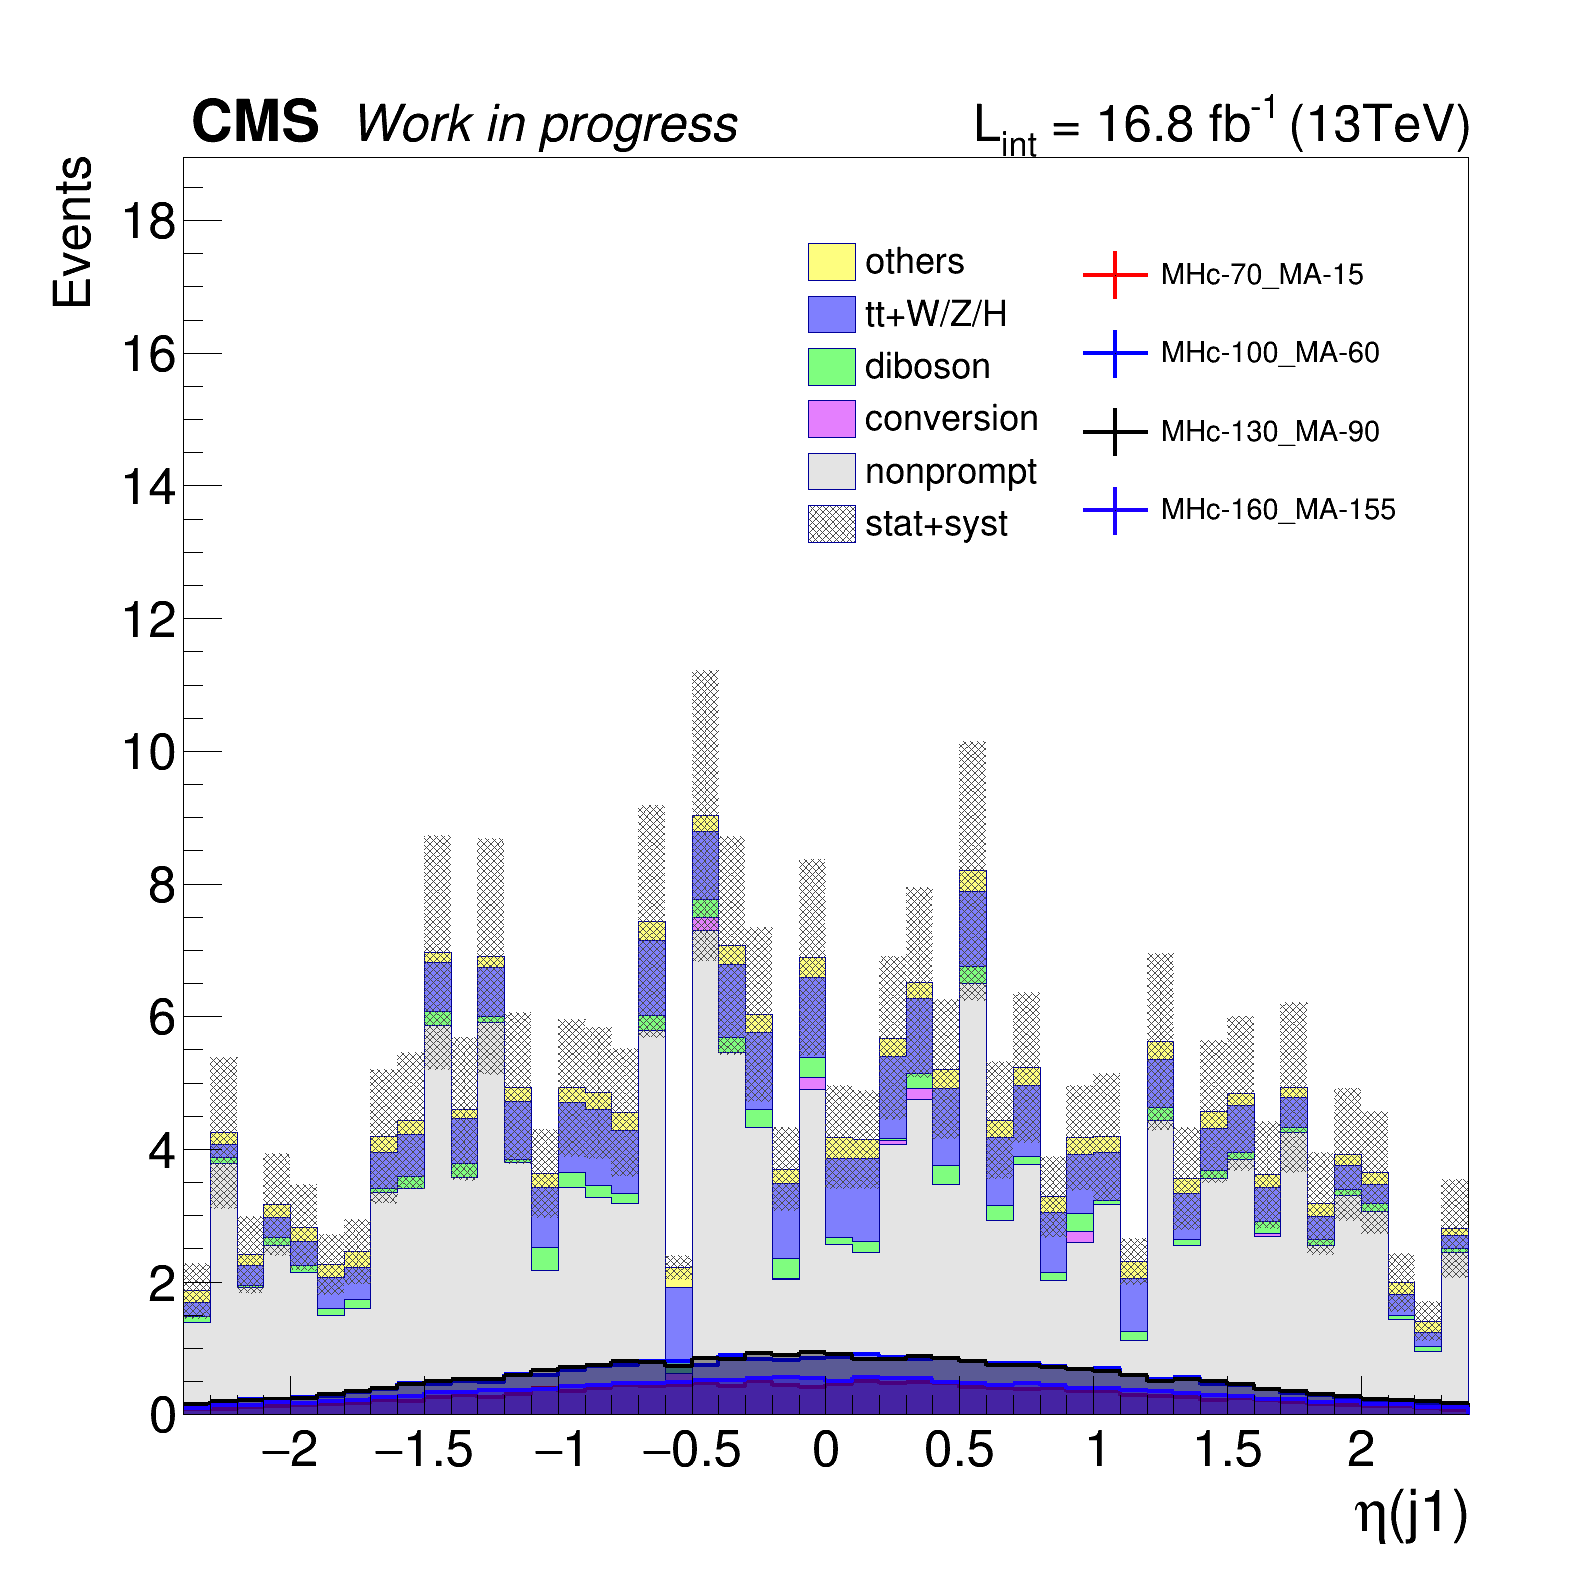 CMS Work in progress
L_int = 16.8 fb^-1 (13TeV)
Events
18
16
14
12
10
8
6
4
2
0
others
tt+W/Z/H
diboson
conversion
nonprompt
stat+syst
MHc-70_MA-15
MHc-100_MA-60
MHc-130_MA-90
MHc-160_MA-155
−2 −1.5 −1 −0.5 0 0.5 1 1.5 2
η(j1)